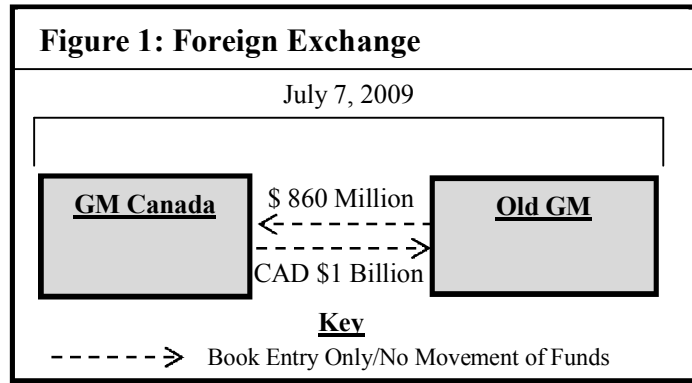 Figure 1: Foreign Exchange
July 7, 2009
GM Canada
$ 860 Million
Old GM
CAD $1 Billion
Key
Book Entry Only/No Movement of Funds